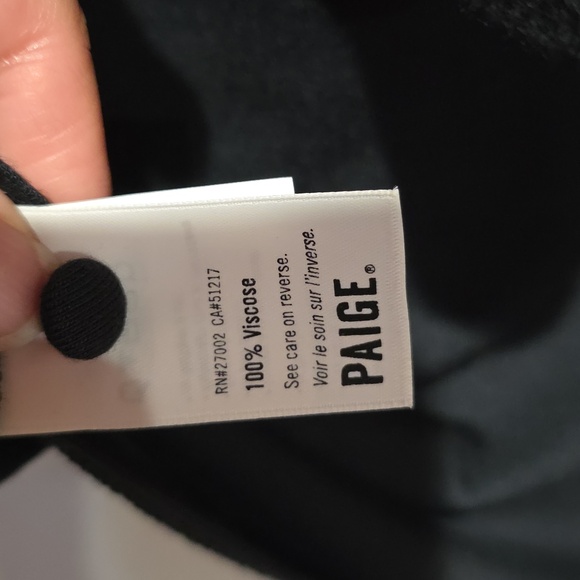 PAIGE®
Voir le soin sur l'inverse.
See care on reverse.
100% Viscose
RN#27002 CA#51217